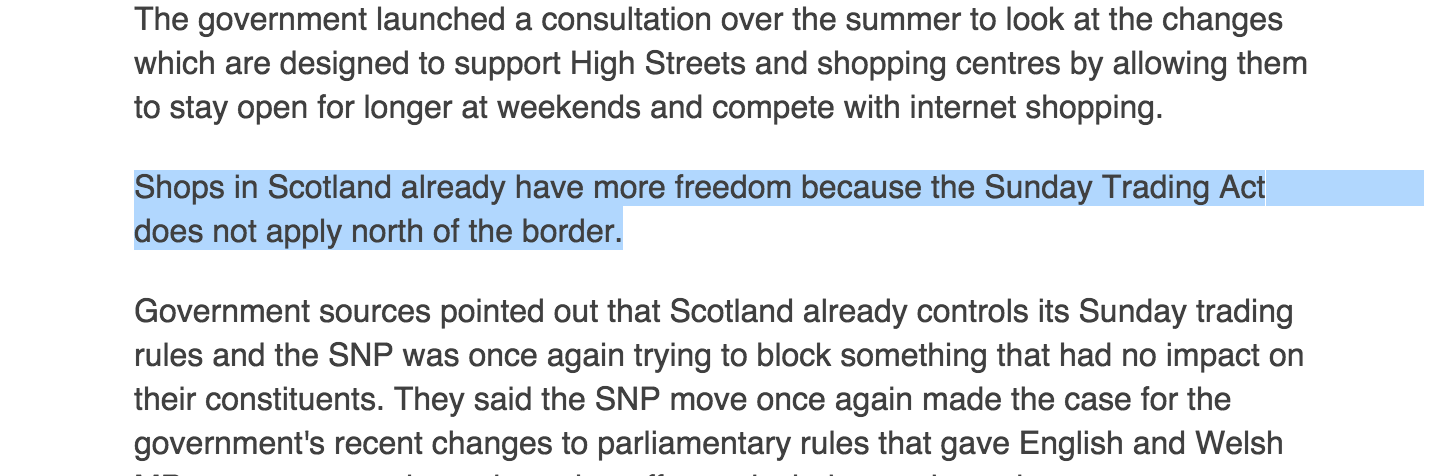 The government launched a consultation over the summer to look at the changes
which are designed to support High Streets and shopping centres by allowing them
to stay open for longer at weekends and compete with internet shopping.
Shops in Scotland already have more freedom because the Sunday Trading Act
does not apply north of the border.
Government sources pointed out that Scotland already controls its Sunday trading
rules and the SNP was once again trying to block something that had no impact on
their constituents. They said the SNP move once again made the case for the
government's recent changes to parliamentary rules that gave English and Welsh